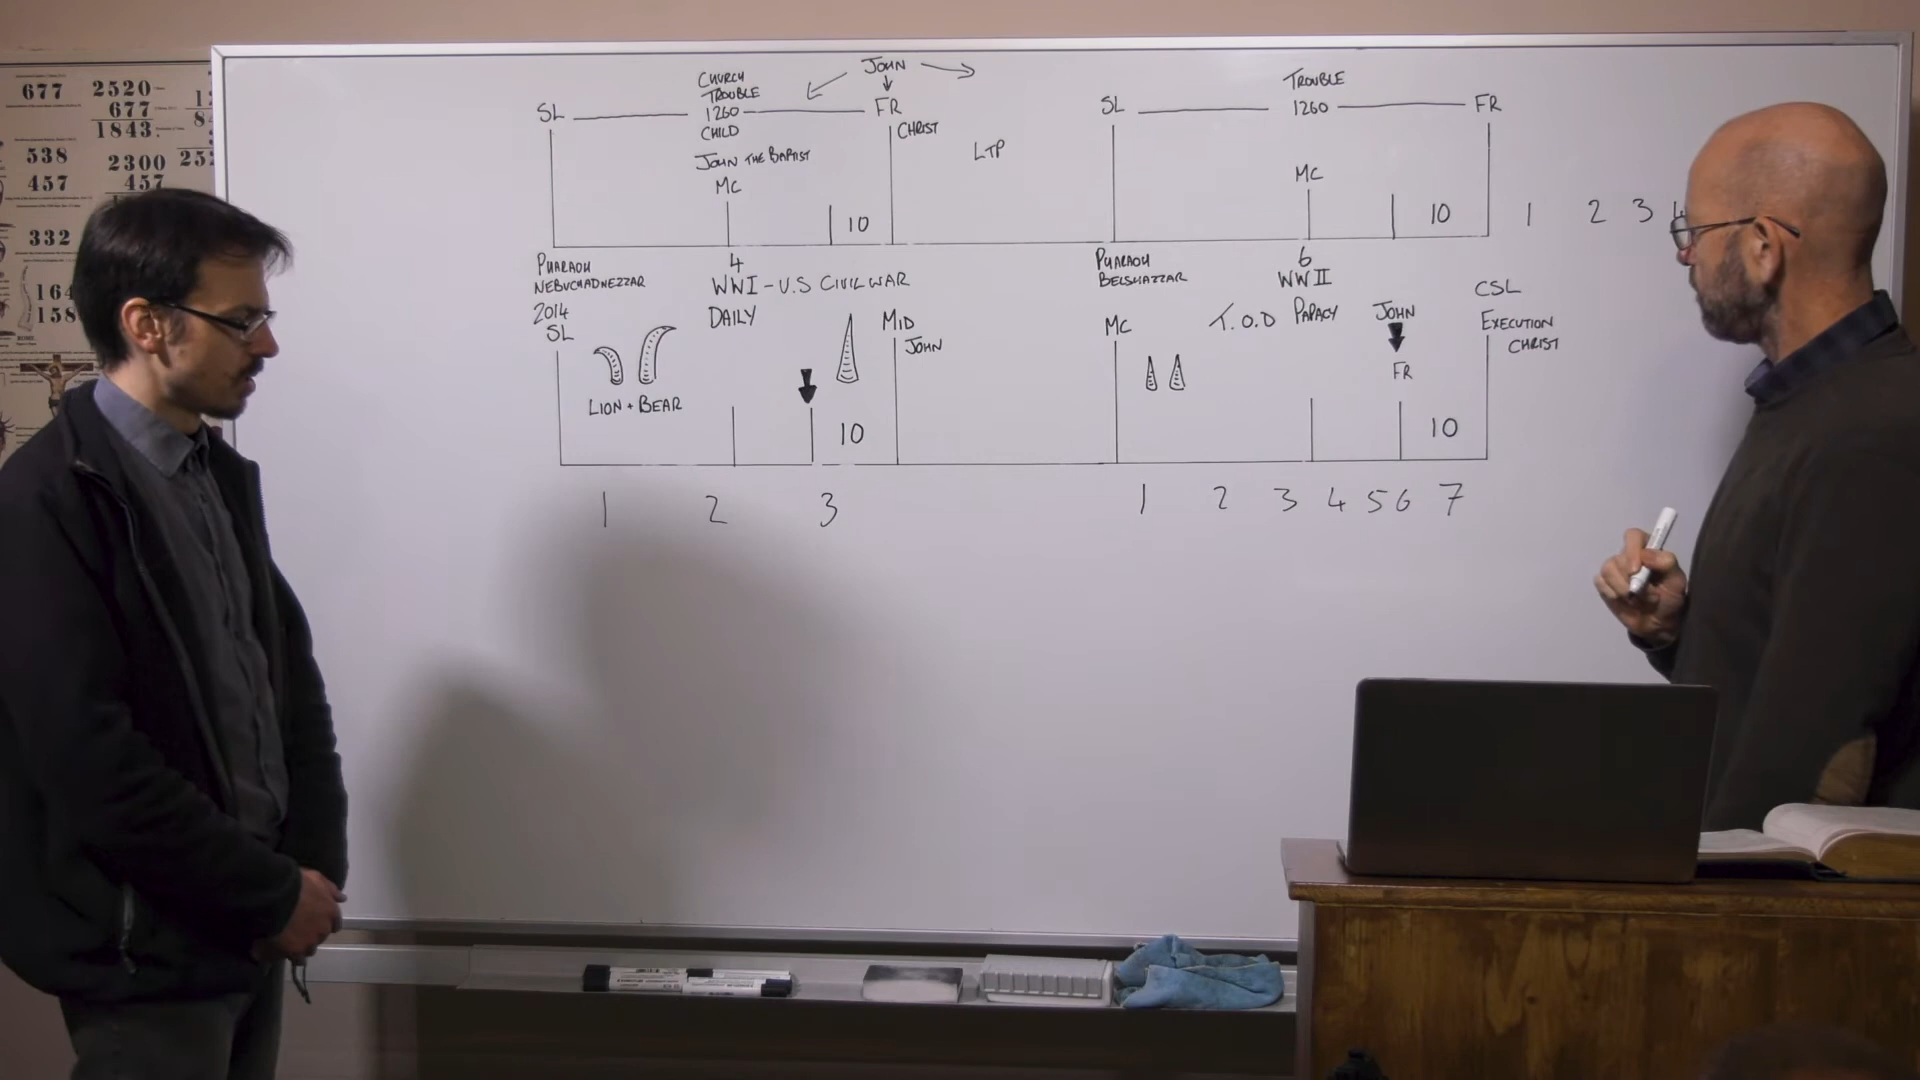 677
2520
677
1843.
538
457
2300
457
332
164
158
JOHN
CHURCH
TROUBLE
SL
1260
FR
CHILD
CHRIST
JOHN THE BAPTIST
MC
10
LTP
TROUBLE
SL
1260
FR
MC
10
1 2 3 4
PHARAOH
NEBUCHADNEZZAR
2014
SL
4
WWI - U.S CIVIL WAR
DAILY
MID
JOHN
LION + BEAR
10
PHARAOH
BELSHAZZAR
6
WWII
T.O.D
PAPACY
JOHN
CSL
EXECUTION
CHRIST
MC
FR
10
1 2 3
1 2 3 4 5 6 7